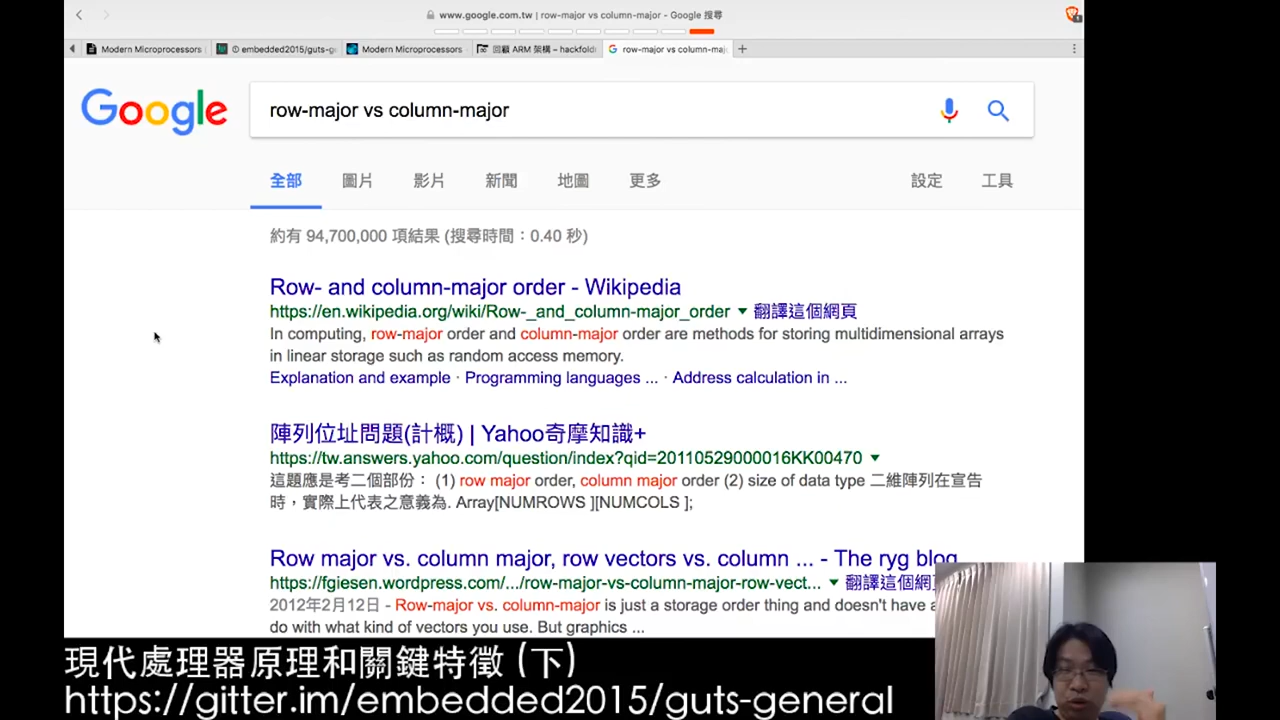 www.google.com.tw | row-major vs column-major - Google 搜尋
Modern Microprocessors
embedded2015/guts-g
Modern Microprocessors
回顧 ARM 架構 – hackfold
row-major vs column-maj
Google
row-major vs column-major
全部 圖片 影片 新聞 地圖 更多 設定 工具
約有 94,700,000 項結果 (搜尋時間：0.40 秒)
Row- and column-major order - Wikipedia
https://en.wikipedia.org/wiki/Row-_and_column-major_order 翻譯這個網頁
In computing, row-major order and column-major order are methods for storing multidimensional arrays
in linear storage such as random access memory.
Explanation and example · Programming languages ... · Address calculation in ...
陣列位址問題(計概) | Yahoo奇摩知識+
https://tw.answers.yahoo.com/question/index?qid=20110529000016KK00470
這題應是考二個部份： (1) row major order, column major order (2) size of data type 二維陣列在宣告
時，實際上代表之意義為. Array[NUMROWS ][NUMCOLS ];
Row major vs. column major, row vectors vs. column ... - The ryg blog
https://fgiesen.wordpress.com/.../row-major-vs-column-major-row-vect... 翻譯這個網
2012年2月12日 - Row-major vs. column-major is just a storage order thing and doesn't have
do with what kind of vectors you use. But graphics ...
現代處理器原理和關鍵特徵 (下)
https://gitter.im/embedded2015/guts-general